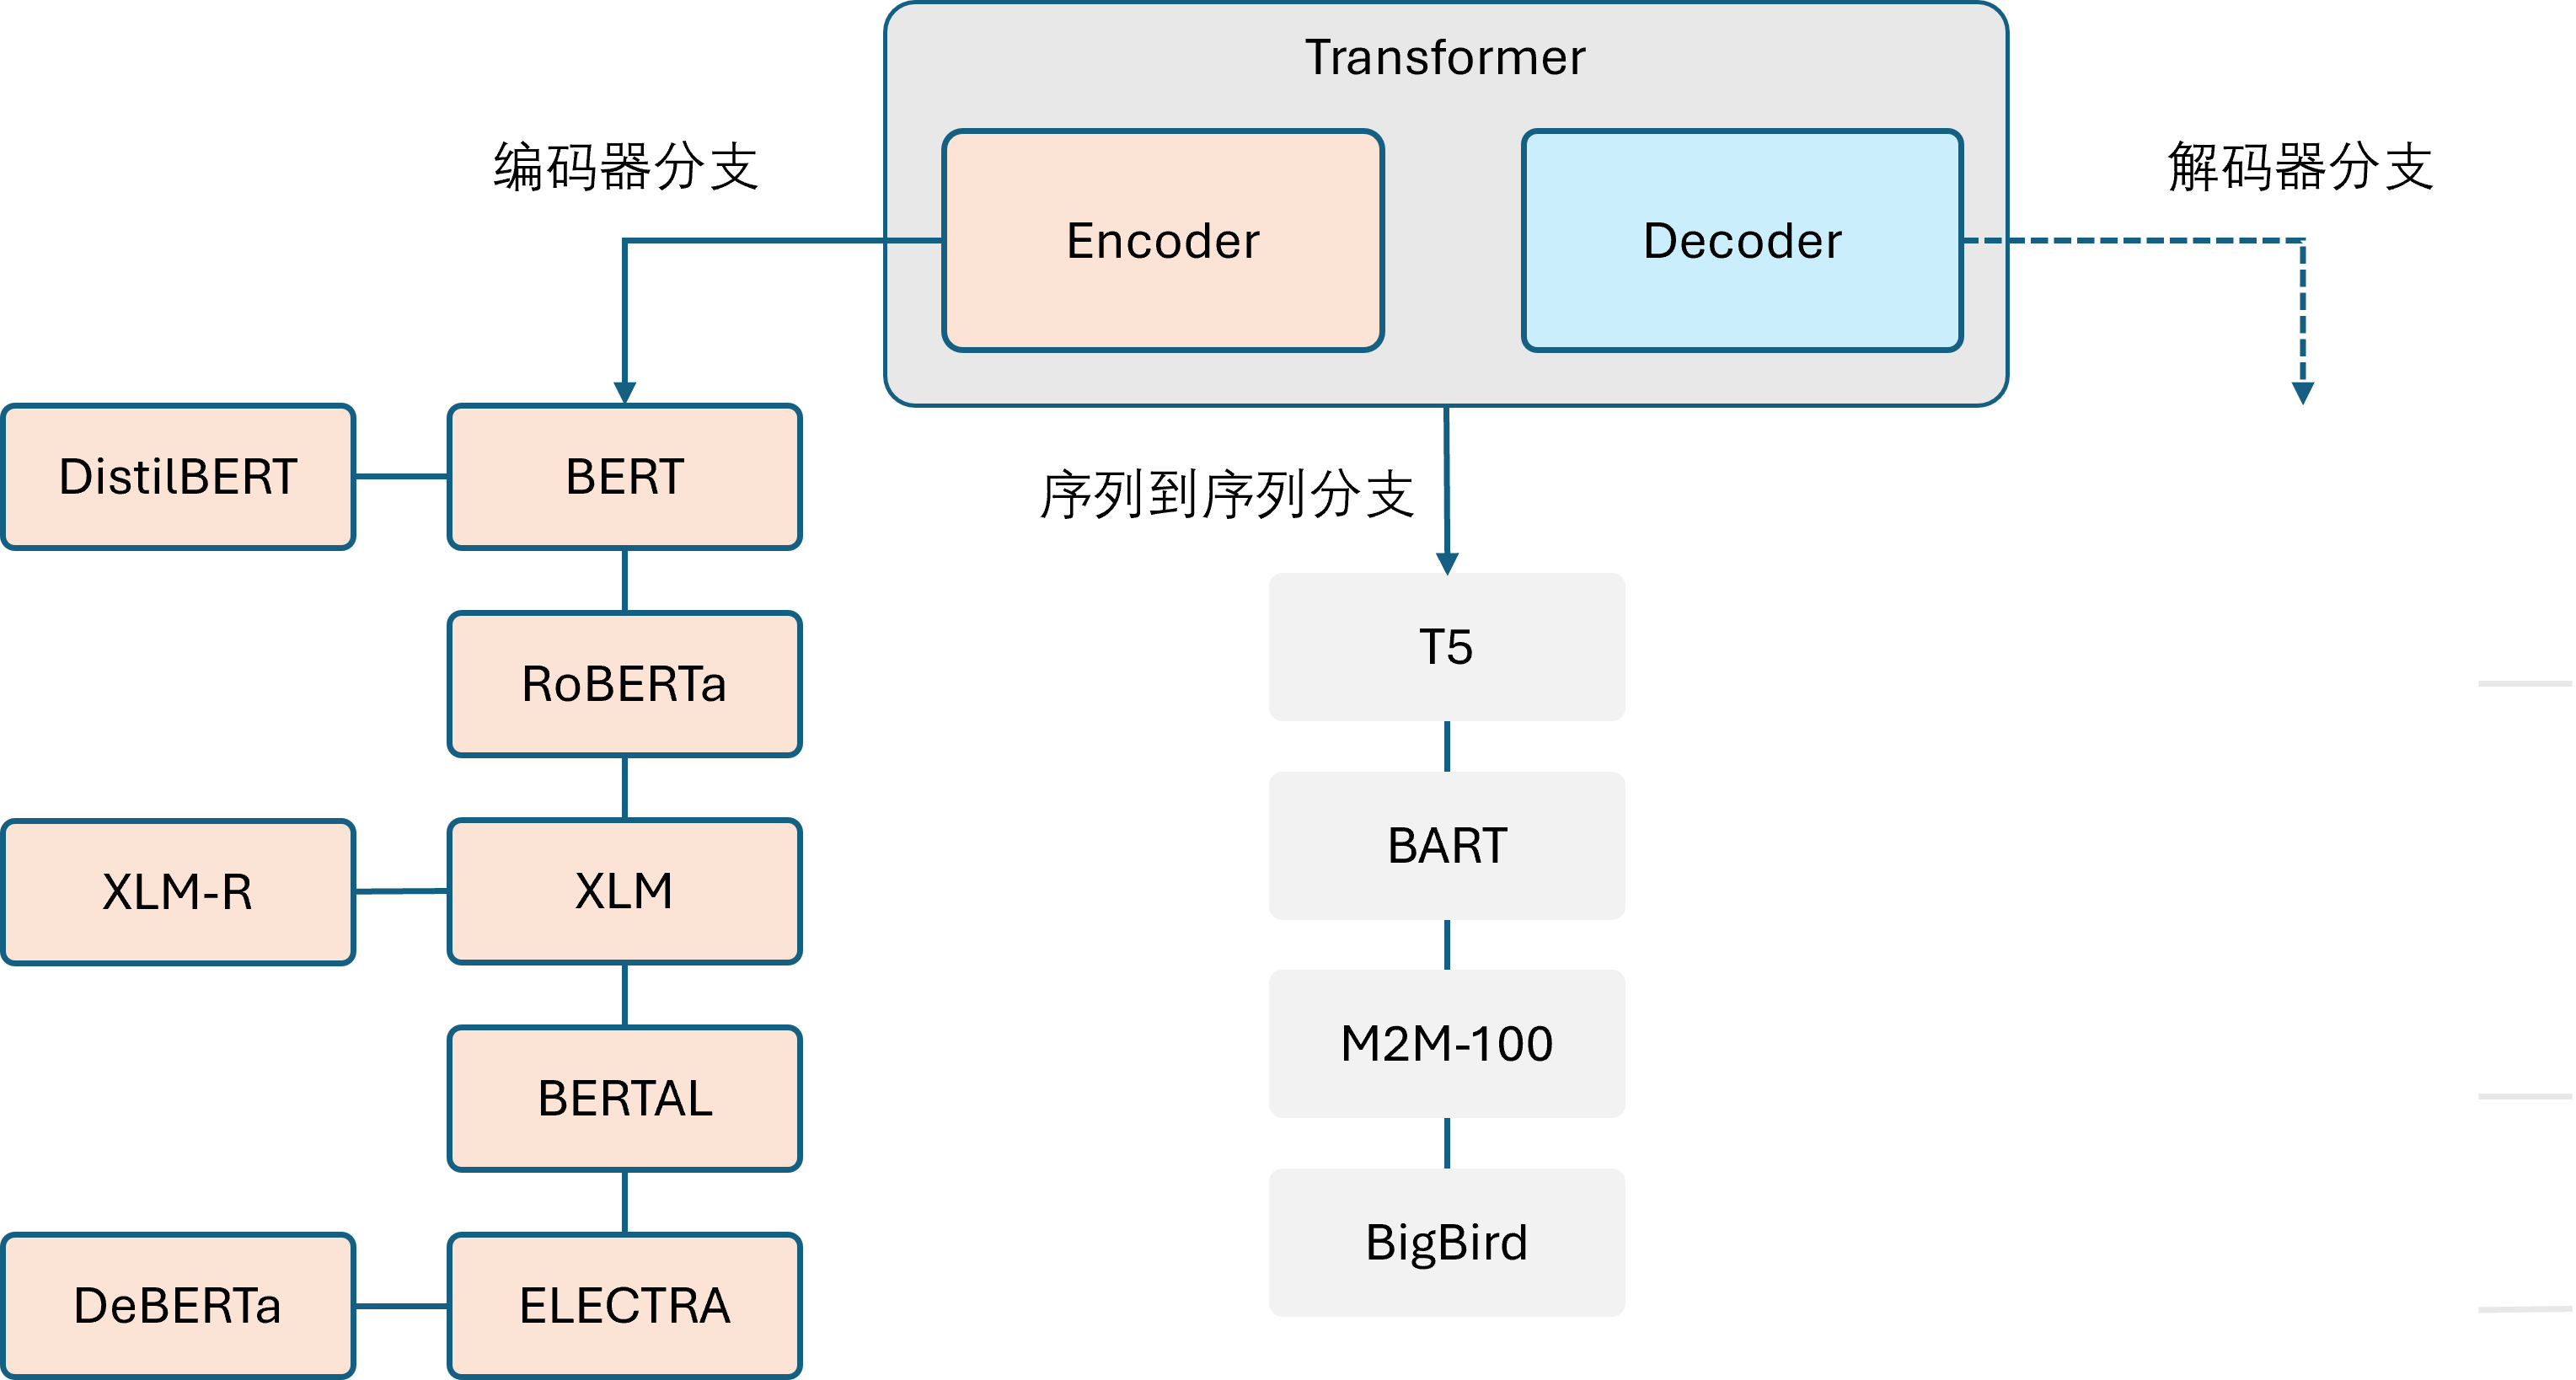 Transformer
编码器分支
Encoder
Decoder
解码器分支
DistilBERT
BERT
序列到序列分支
RoBERTa
T5
XLM-R
XLM
BART
BERTAL
M2M-100
DeBERTa
ELECTRA
BigBird